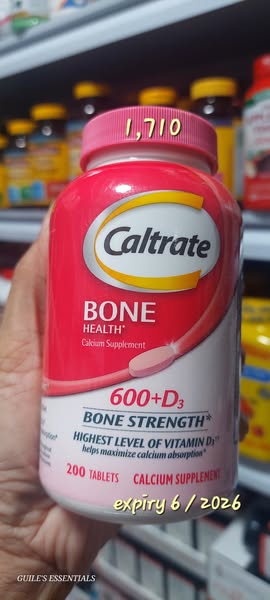 1,710
Caltrate
BONE
HEALTH*
Calcium Supplement
600+D3
BONE STRENGTH*
HIGHEST LEVEL OF VITAMIN D3**
helps maximize calcium absorption*
200 TABLETS CALCIUM SUPPLEMENT
expiry 6 / 2026
GUILE'S ESSENTIALS